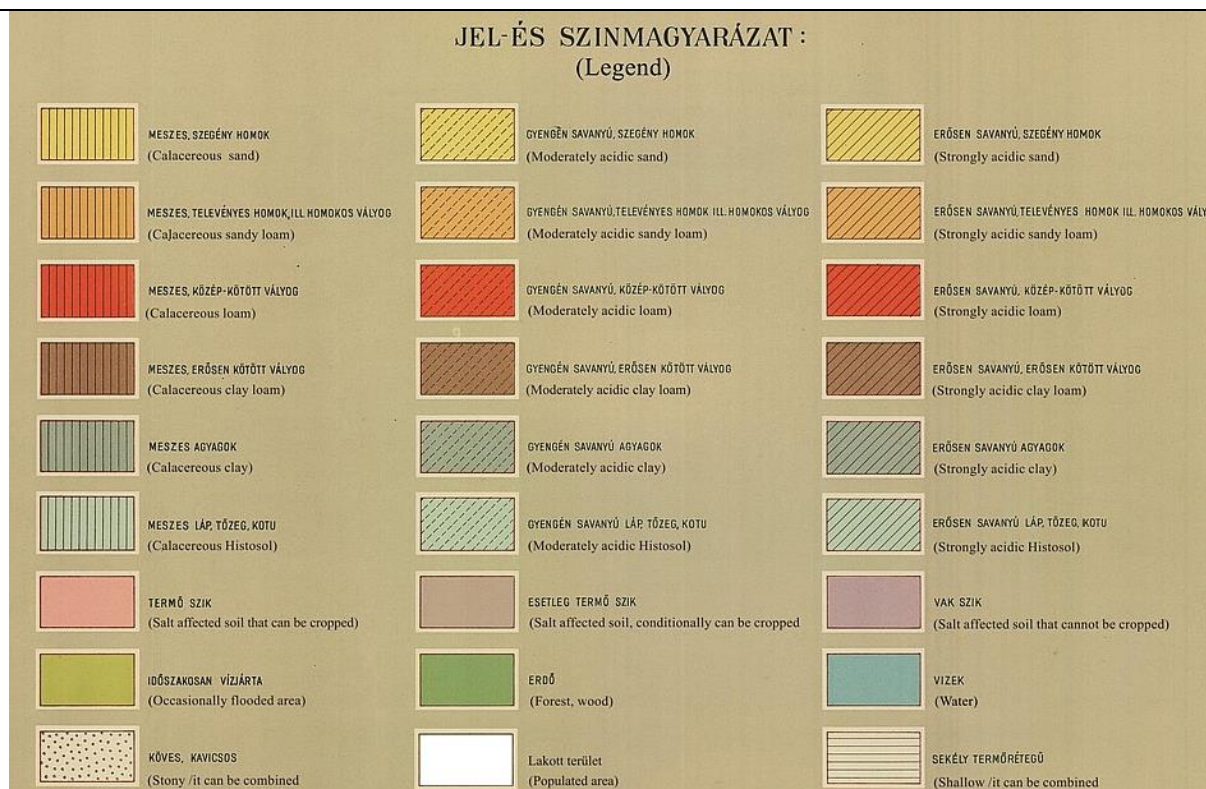 JEL-ÉS SZINMAGYARÁZAT :
(Legend)
MESZES, SZEGÉNY HOMOK
(Calacereous sand)
GYENGÉN SAVANYÚ, SZEGÉNY HOMOK
(Moderately acidic sand)
ERŐSEN SAVANYÚ, SZEGÉNY HOMOK
(Strongly acidic sand)
MESZES, TELEVÉNYES HOMOK, ILL HOMOKOS VÁLYOG
(Calacereous sandy loam)
GYENGÉN SAVANYÚ, TELEVÉNYES HOMOK ILL. HOMOKOS VÁLYOG
(Moderately acidic sandy loam)
ERŐSEN SAVANYÚ, TELEVÉNYES HOMOK ILL. HOMOKOS VÁLY
(Strongly acidic sandy loam)
MESZES, KÖZÉP-KÖTÖTT VÁLYOG
(Calacereous loam)
GYENGÉN SAVANYÚ, KÖZÉP-KÖTÖTT VÁLYOG
(Moderately acidic loam)
ERŐSEN SAVANYÚ, KÖZÉP-KÖTÖTT VÁLYOG
(Strongly acidic loam)
MESZES, ERŐSEN KÖTÖTT VÁLYOG
(Calacereous clay loam)
GYENGÉN SAVANYÚ, ERŐSEN KÖTÖTT VÁLYOG
(Moderately acidic clay loam)
ERŐSEN SAVANYÚ, ERŐSEN KÖTÖTT VÁLYOG
(Strongly acidic clay loam)
MESZES AGYAGOK
(Calacereous clay)
GYENGÉN SAVANYÚ AGYAGOK
(Moderately acidic clay)
ERŐSEN SAVANYÚ AGYAGOK
(Strongly acidic clay)
MESZES LÁP, TŐZEG, KOTU
(Calacereous Histosol)
GYENGÉN SAVANYÚ LÁP, TŐZEG, KOTU
(Moderately acidic Histosol)
ERŐSEN SAVANYÚ LÁP, TŐZEG, KOTU
(Strongly acidic Histosol)
TERMŐ SZIK
(Salt affected soil that can be cropped)
ESETLEG TERMŐ SZIK
(Salt affected soil, conditionally can be cropped
VAK SZIK
(Salt affected soil that cannot be cropped)
IDŐSZAKOSAN VÍZJÁRTA
(Occasionally flooded area)
ERDŐ
(Forest, wood)
VIZEK
(Water)
KÖVES, KAVICSOS
(Stony /it can be combined
Lakott terület
(Populated area)
SEKÉLY TERMŐRÉTEGŰ
(Shallow /it can be combined